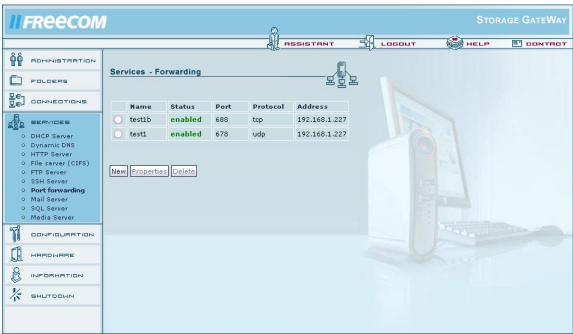 FREECOM
STORAGE GATEWAY
ASSISTANT LOGOUT HELP CONTACT
ADMINISTRATION
FOLDERS
CONNECTIONS
SERVICES
DHCP Server
Dynamic DNS
HTTP Server
File server (CIFS)
FTP Server
SSH Server
Port forwarding
Mail Server
SQL Server
Media Server
CONFIGURATION
HARDWARE
INFORMATION
SHUTDOWN
Services - Forwarding
Name Status Port Protocol Address
test1b enabled 688 tcp 192.168.1.227
test1 enabled 678 udp 192.168.1.227
New Properties Delete